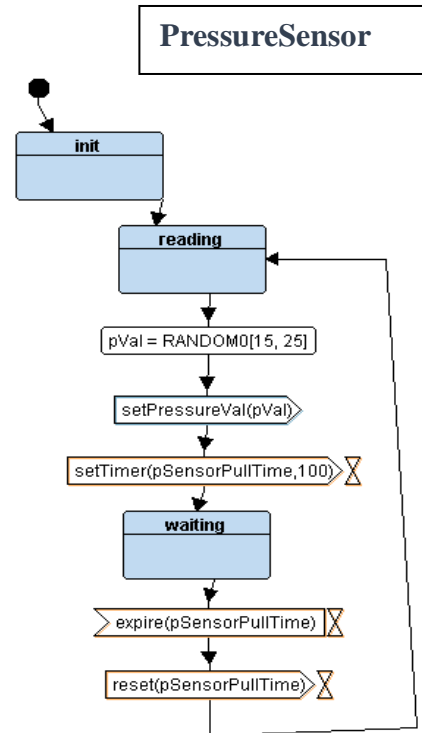 PressureSensor
init
reading
pVal = RANDOM0[15, 25]
setPressureVal(pVal)
setTimer(pSensorPullTime,100)
waiting
expire(pSensorPullTime)
reset(pSensorPullTime)